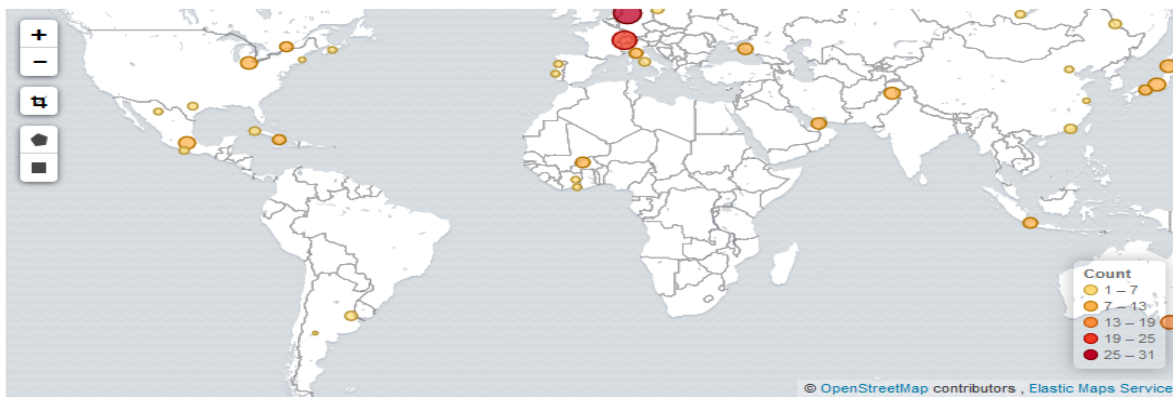 +
−
Count
1 – 7
7 – 13
13 – 19
19 – 25
25 – 31
© OpenStreetMap contributors , Elastic Maps Service